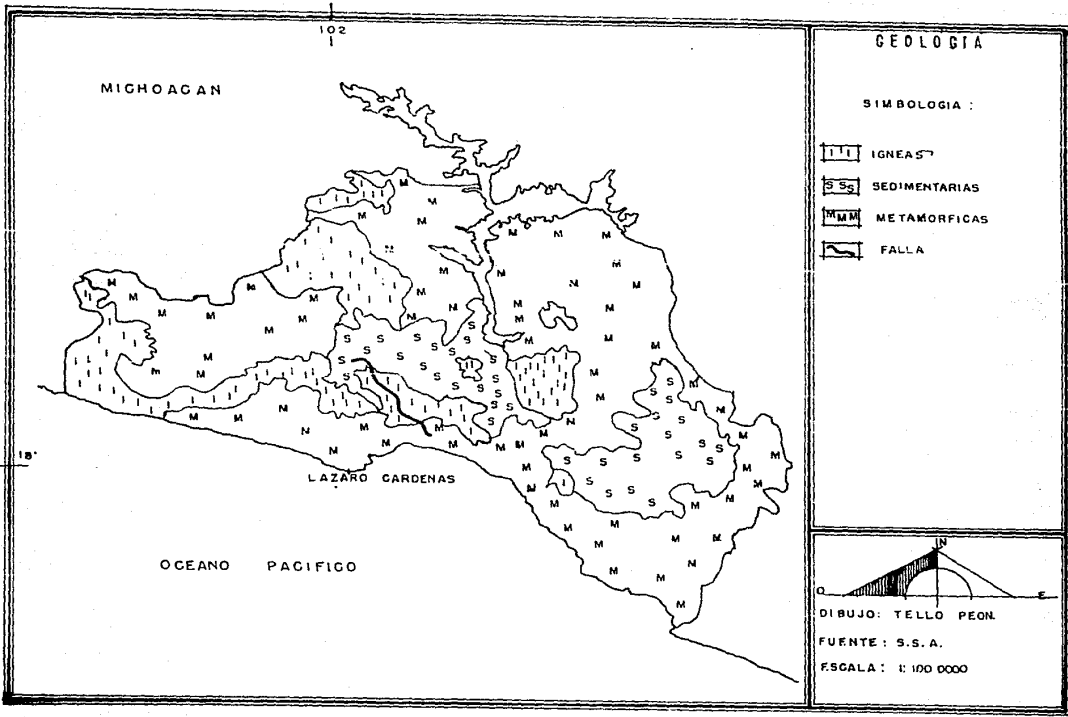 102
MICHOACAN
18°
LAZARO CARDENAS
OCEANO PACIFICO
GEOLOGIA
SIMBOLOGIA :
I I I IGNEAS
S S S SEDIMENTARIAS
M M M METAMORFICAS
FALLA
N
O E
DIBUJO: TELLO PEON.
FUENTE : S.S.A.
ESCALA : 1: 100 0000